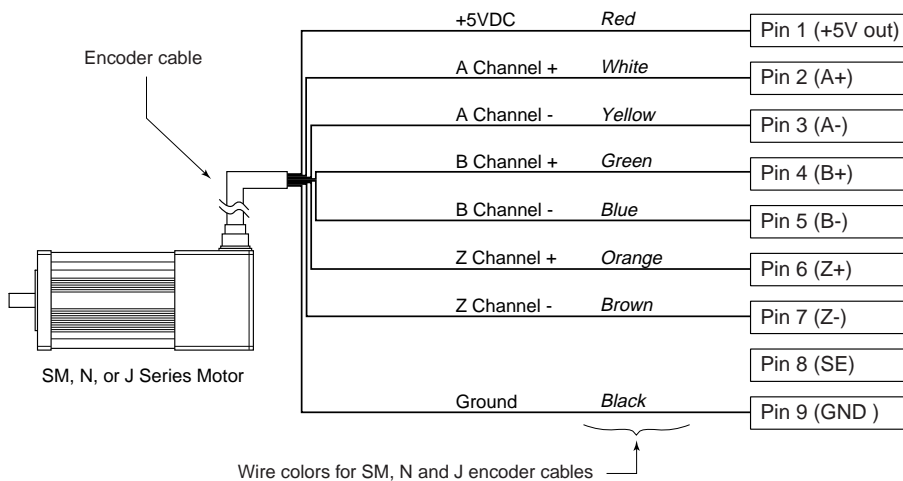 +5VDC Red Pin 1 (+5V out)
Encoder cable
A Channel + White Pin 2 (A+)
A Channel - Yellow Pin 3 (A-)
B Channel + Green Pin 4 (B+)
B Channel - Blue Pin 5 (B-)
Z Channel + Orange Pin 6 (Z+)
Z Channel - Brown Pin 7 (Z-)
SM, N, or J Series Motor
Pin 8 (SE)
Ground Black Pin 9 (GND )
Wire colors for SM, N and J encoder cables